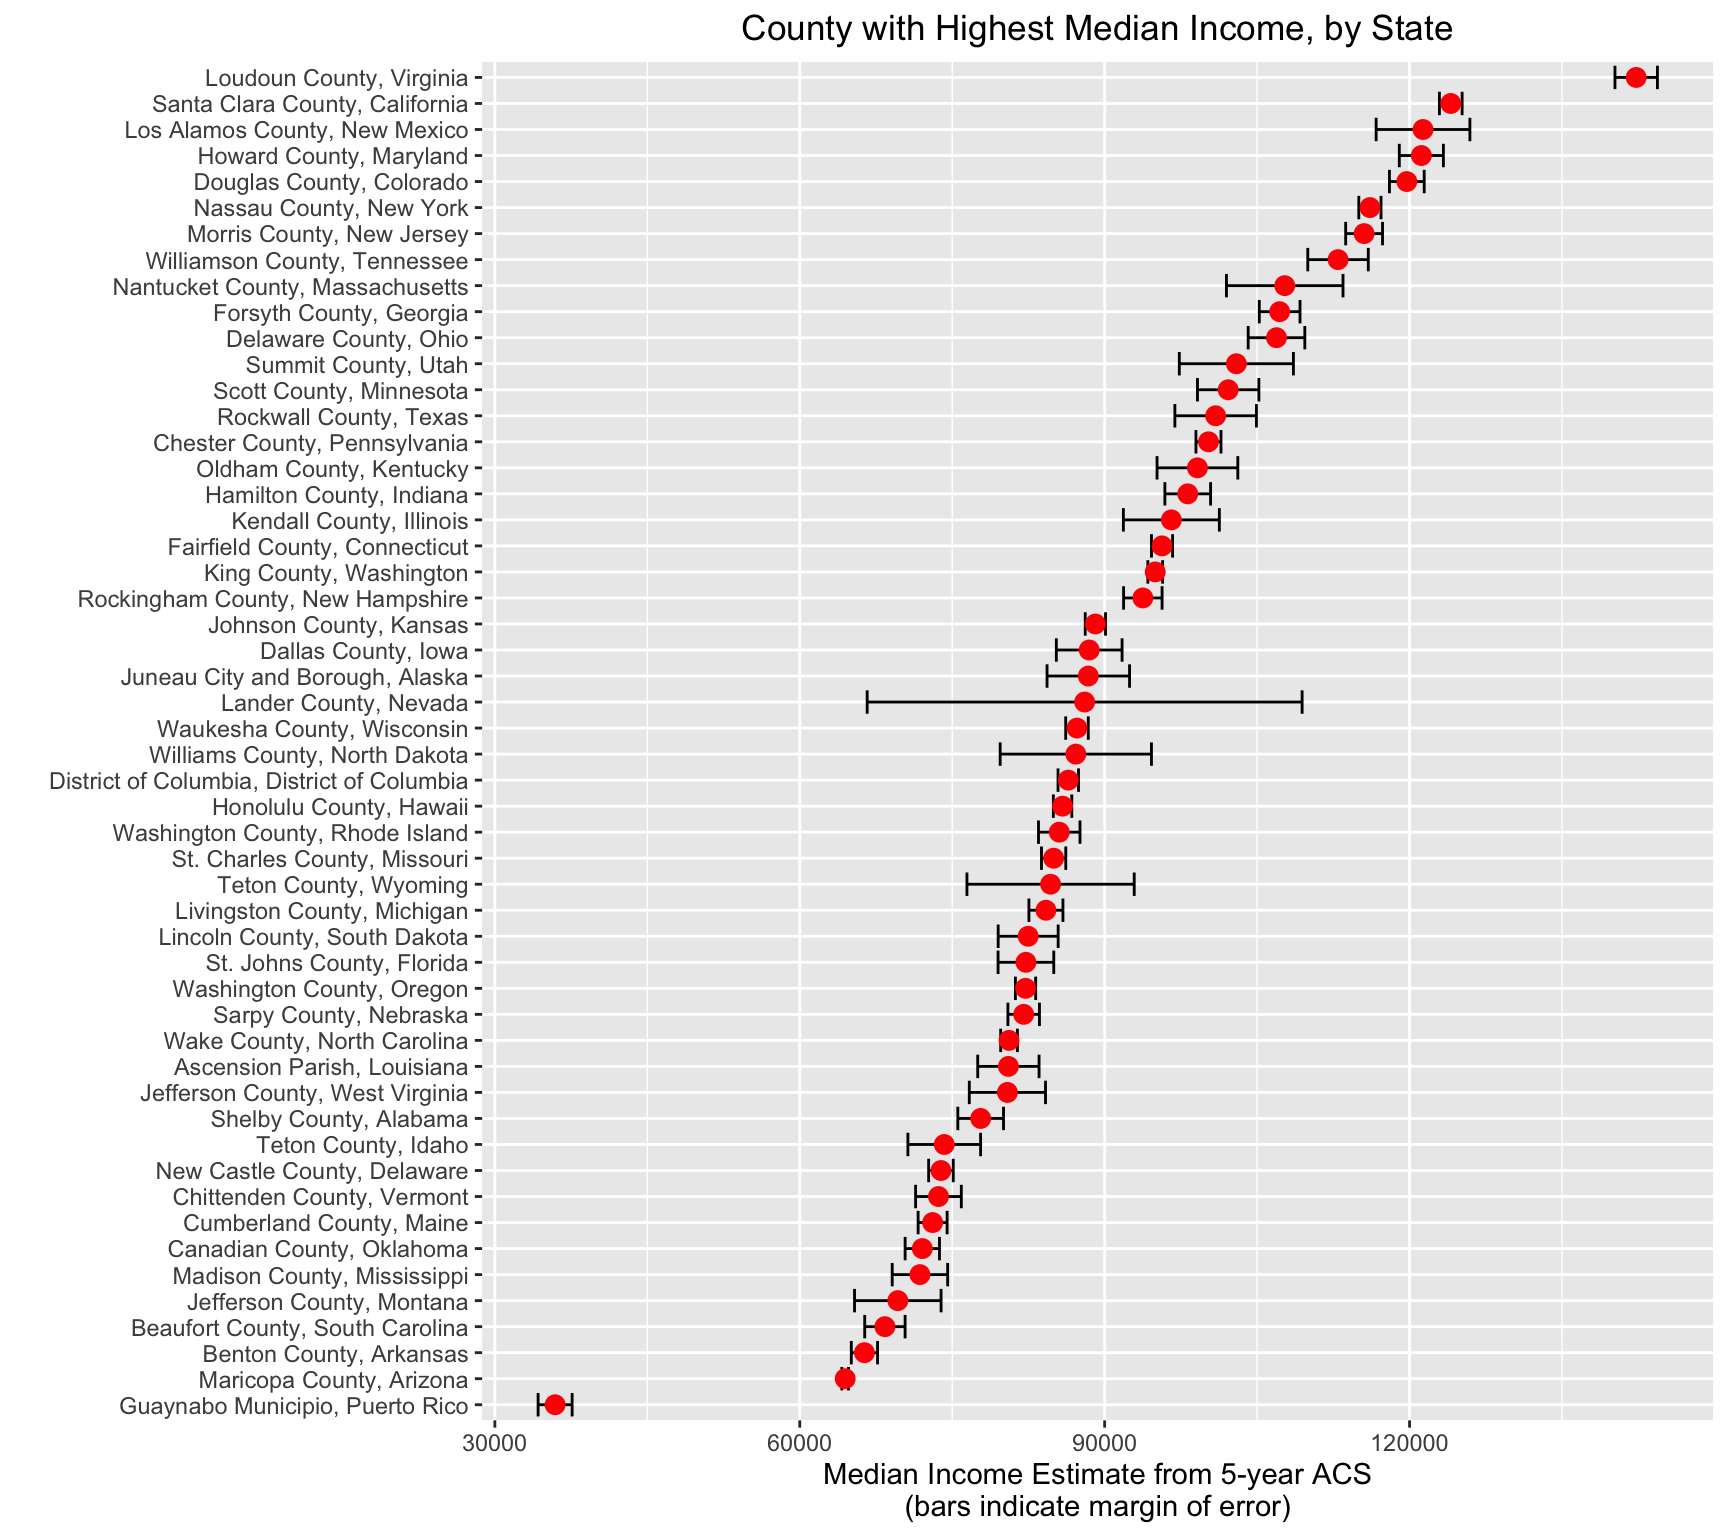 County with Highest Median Income, by State
Loudoun County, Virginia
Santa Clara County, California
Los Alamos County, New Mexico
Howard County, Maryland
Douglas County, Colorado
Nassau County, New York
Morris County, New Jersey
Williamson County, Tennessee
Nantucket County, Massachusetts
Forsyth County, Georgia
Delaware County, Ohio
Summit County, Utah
Scott County, Minnesota
Rockwall County, Texas
Chester County, Pennsylvania
Oldham County, Kentucky
Hamilton County, Indiana
Kendall County, Illinois
Fairfield County, Connecticut
King County, Washington
Rockingham County, New Hampshire
Johnson County, Kansas
Dallas County, Iowa
Juneau City and Borough, Alaska
Lander County, Nevada
Waukesha County, Wisconsin
Williams County, North Dakota
District of Columbia, District of Columbia
Honolulu County, Hawaii
Washington County, Rhode Island
St. Charles County, Missouri
Teton County, Wyoming
Livingston County, Michigan
Lincoln County, South Dakota
St. Johns County, Florida
Washington County, Oregon
Sarpy County, Nebraska
Wake County, North Carolina
Ascension Parish, Louisiana
Jefferson County, West Virginia
Shelby County, Alabama
Teton County, Idaho
New Castle County, Delaware
Chittenden County, Vermont
Cumberland County, Maine
Canadian County, Oklahoma
Madison County, Mississippi
Jefferson County, Montana
Beaufort County, South Carolina
Benton County, Arkansas
Maricopa County, Arizona
Guaynabo Municipio, Puerto Rico
30000 60000 90000 120000
Median Income Estimate from 5-year ACS
(bars indicate margin of error)